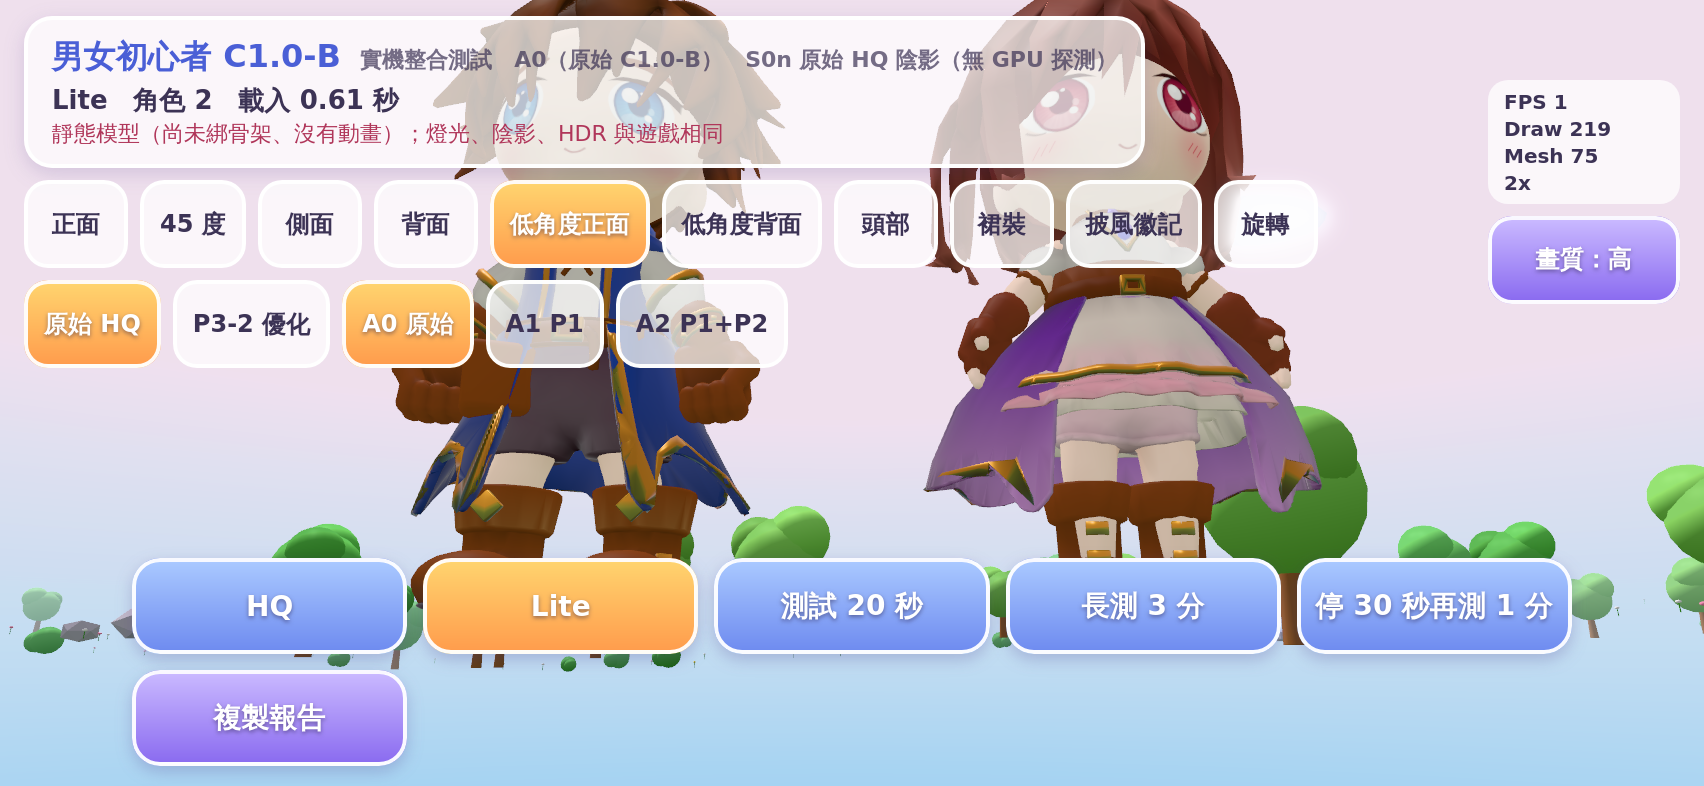 男女初心者 C1.0-B 實機整合測試 A0（原始 C1.0-B） S0n 原始 HQ 陰影（無 GPU 探測）
Lite 角色 2 載入 0.61 秒
靜態模型（尚未綁骨架、沒有動畫）；燈光、陰影、HDR 與遊戲相同
FPS 1
Draw 219
Mesh 75
2x
畫質：高
正面 45 度 側面 背面 低角度正面 低角度背面 頭部 裙裝 披風徽記 旋轉
原始 HQ P3-2 優化 A0 原始 A1 P1 A2 P1+P2
HQ Lite 測試 20 秒 長測 3 分 停 30 秒再測 1 分
複製報告